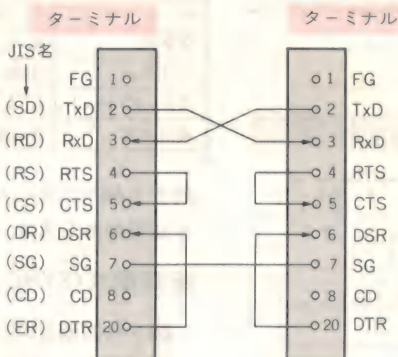 ターミナル ターミナル
JIS名
FG 1 1 FG
(SD) TxD 2 2 TxD
(RD) RxD 3 3 RxD
(RS) RTS 4 4 RTS
(CS) CTS 5 5 CTS
(DR) DSR 6 6 DSR
(SG) SG 7 7 SG
(CD) CD 8 8 CD
(ER) DTR 20 20 DTR